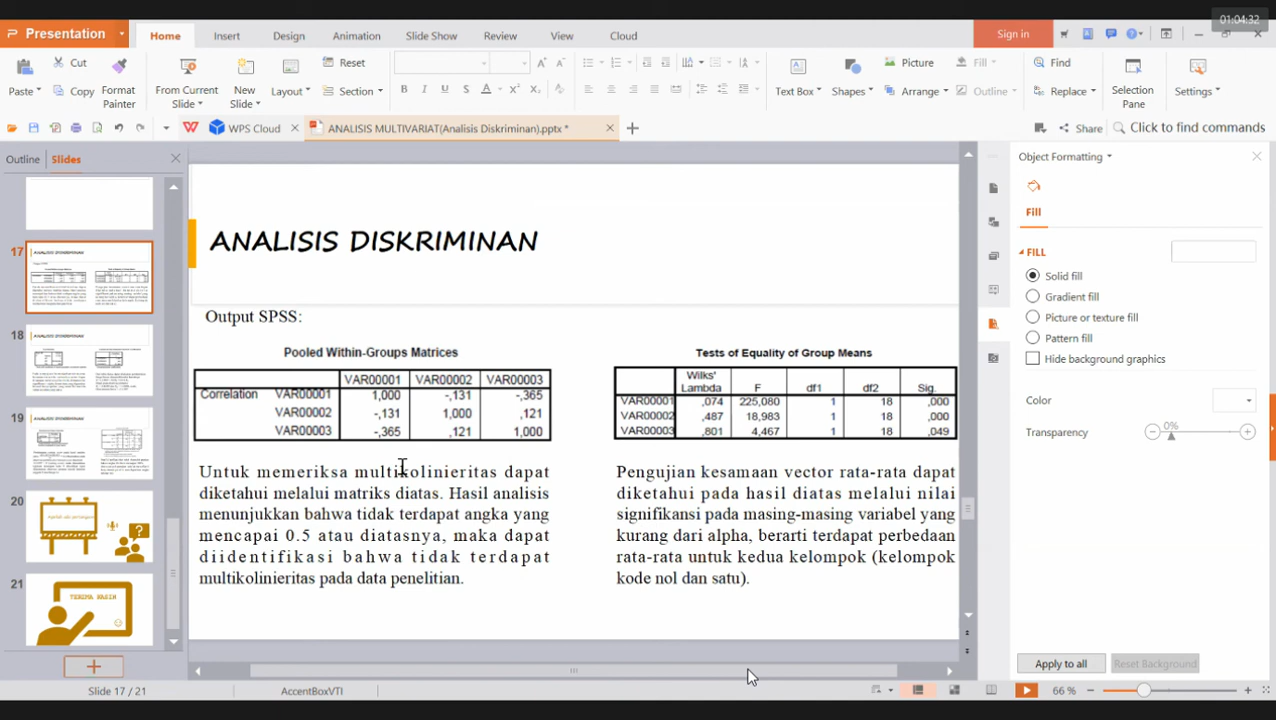 01:04:32
Presentation
Home Insert Design Animation Slide Show Review View Cloud
Sign in
Paste Cut Copy Format Painter
From Current Slide New Slide Layout Reset Section
B I U S A X² X₂
Text Box Shapes Picture Fill Arrange Outline
Find Replace Selection Pane Settings
WPS Cloud
ANALISIS MULTIVARIAT(Analisis Diskriminan).pptx *
Share Click to find commands
Outline Slides
17
ANALISIS DISKRIMINAN
18
ANALISIS DISKRIMINAN
19
ANALISIS DISKRIMINAN
20
21
TERIMA KASIH
ANALISIS DISKRIMINAN
Output SPSS:
Pooled Within-Groups Matrices
VAR00001 VAR00002 VAR00003
Correlation VAR00001 1,000 -,131 -,365
VAR00002 -,131 1,000 ,121
VAR00003 -,365 ,121 1,000
Untuk memeriksa multikolinieritas dapat
diketahui melalui matriks diatas. Hasil analisis
menunjukkan bahwa tidak terdapat angka yang
mencapai 0.5 atau diatasnya, maka dapat
diidentifikasi bahwa tidak terdapat
multikolinieritas pada data penelitian.
Tests of Equality of Group Means
Wilks' Lambda F df1 df2 Sig.
VAR00001 ,074 225,080 1 18 ,000
VAR00002 ,487 18,983 1 18 ,000
VAR00003 ,801 4,467 1 18 ,049
Pengujian kesamaan vector rata-rata dapat
diketahui pada hasil diatas melalui nilai
signifikansi pada masing-masing variabel yang
kurang dari alpha, berarti terdapat perbedaan
rata-rata untuk kedua kelompok (kelompok
kode nol dan satu).
Object Formatting
Fill
FILL
Solid fill
Gradient fill
Picture or texture fill
Pattern fill
Hide background graphics
Color
Transparency 0%
Apply to all Reset Background
Slide 17 / 21 AccentBoxVTI
66 %